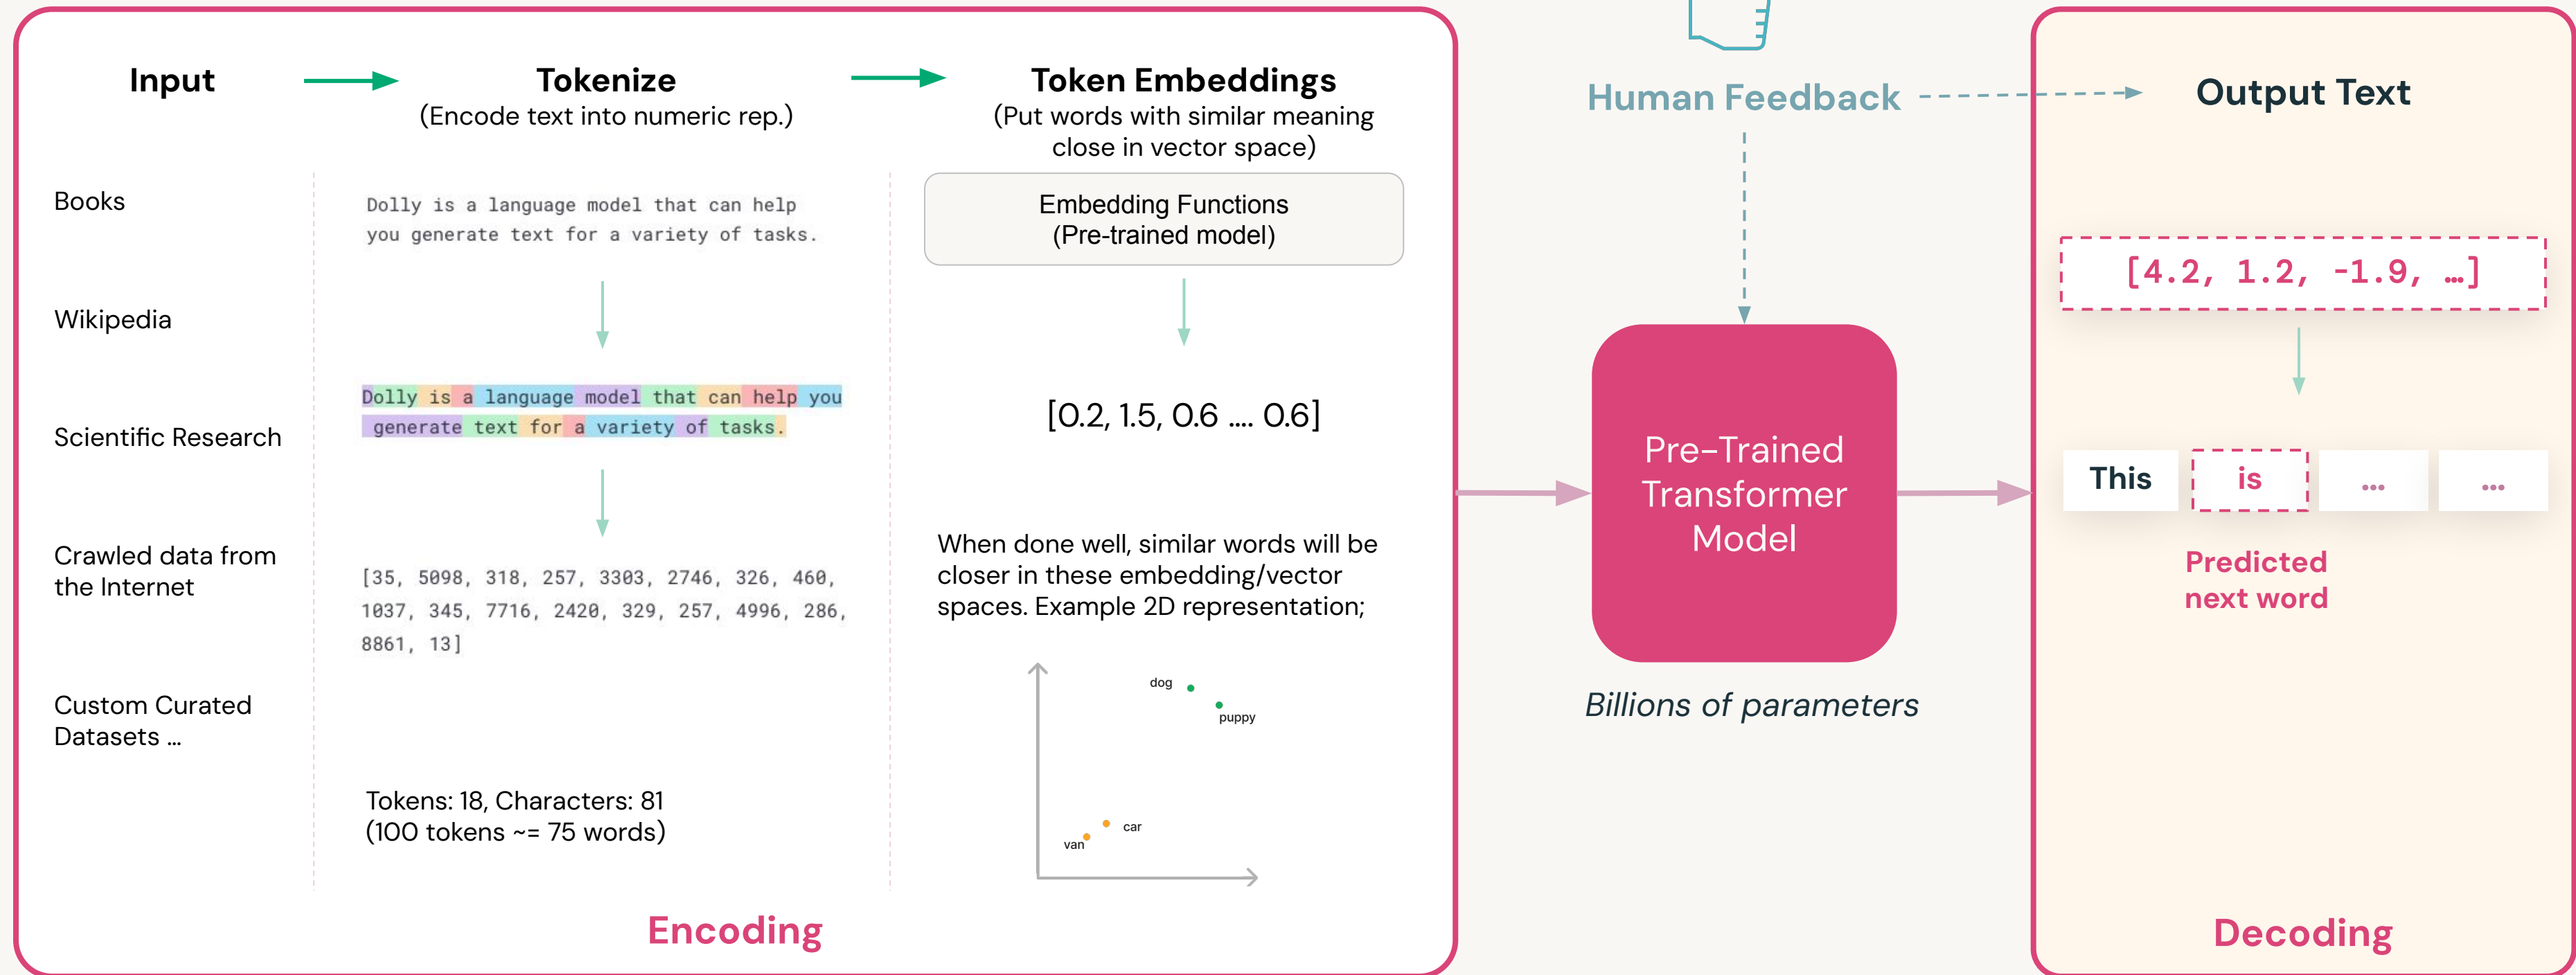 Input
Tokenize
(Encode text into numeric rep.)
Token Embeddings
(Put words with similar meaning
close in vector space)
Books
Wikipedia
Scientific Research
Crawled data from
the Internet
Custom Curated
Datasets ...
Dolly is a language model that can help
you generate text for a variety of tasks.
Dolly is a language model that can help you
generate text for a variety of tasks.
[35, 5098, 318, 257, 3303, 2746, 326, 460,
1037, 345, 7716, 2420, 329, 257, 4996, 286,
8861, 13]
Tokens: 18, Characters: 81
(100 tokens ~= 75 words)
Embedding Functions
(Pre-trained model)
[0.2, 1.5, 0.6 .... 0.6]
When done well, similar words will be
closer in these embedding/vector
spaces. Example 2D representation;
dog
puppy
car
van
Encoding
Human Feedback
Pre-Trained
Transformer
Model
Billions of parameters
Output Text
[4.2, 1.2, -1.9, …]
This is ... ...
Predicted
next word
Decoding